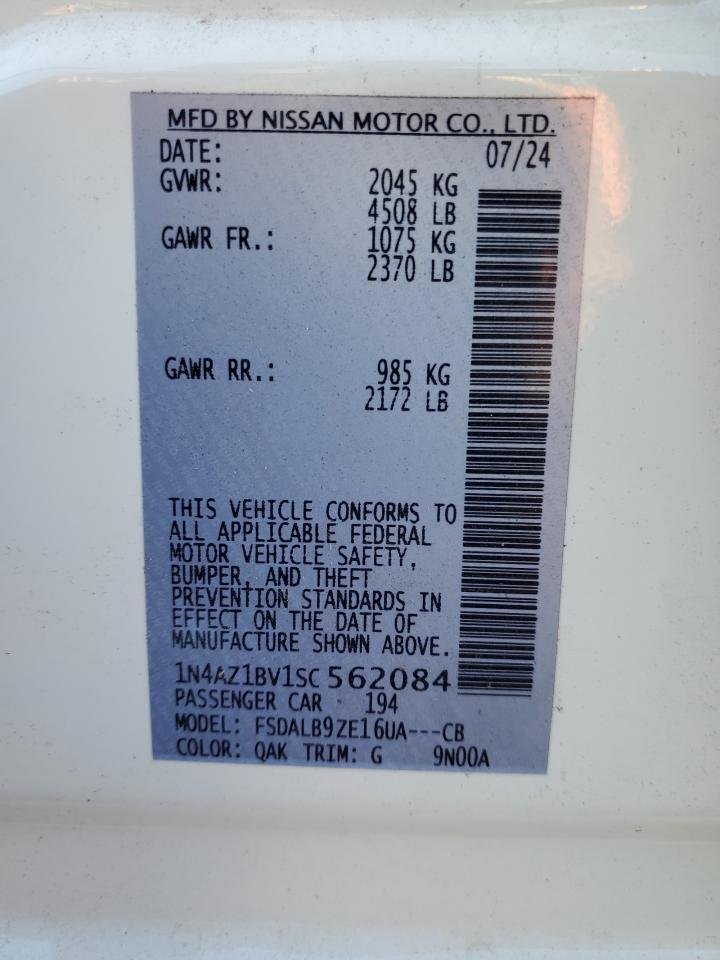 MFD BY NISSAN MOTOR CO., LTD.
DATE: 07/24
GVWR: 2045 KG
4508 LB
GAWR FR.: 1075 KG
2370 LB
GAWR RR.: 985 KG
2172 LB
THIS VEHICLE CONFORMS TO
ALL APPLICABLE FEDERAL
MOTOR VEHICLE SAFETY,
BUMPER, AND THEFT
PREVENTION STANDARDS IN
EFFECT ON THE DATE OF
MANUFACTURE SHOWN ABOVE.
1N4AZ1BV1SC562084
PASSENGER CAR 194
MODEL: FSDALB9ZE16UA---CB
COLOR: QAK TRIM: G 9N00A